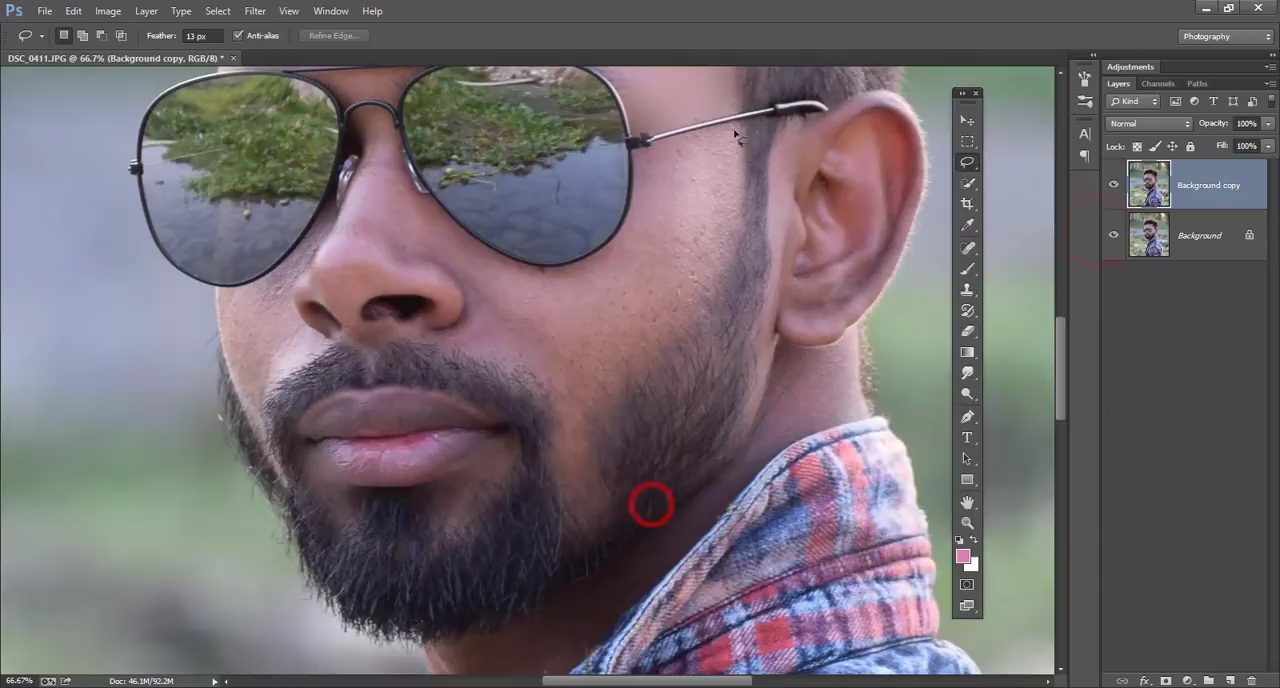 Ps File Edit Image Layer Type Select Filter View Window Help
Feather: 13 px Anti-alias Refine Edge... Photography
DSC_0411.JPG @ 66.7% (Background copy, RGB/8) * ×
Adjustments
Layers Channels Paths
Kind
Normal Opacity: 100%
Lock: Fill: 100%
Background copy
Background
66.67% Doc: 46.1M/92.2M